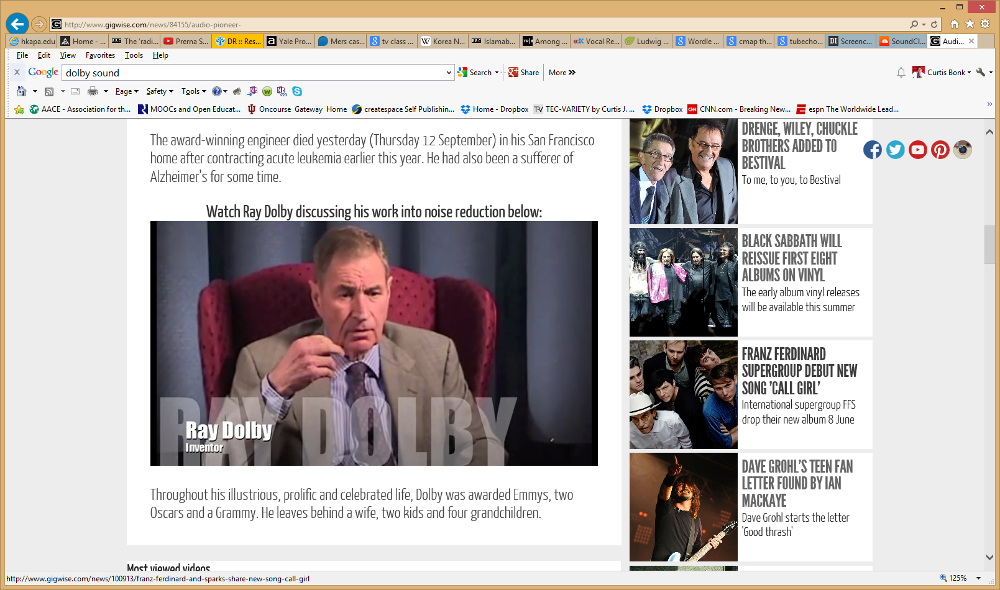 http://www.gigwise.com/news/84155/audio-pioneer-
hkapa.edu
Home - ...
BBC The 'radi...
Prerna S...
DR :: Res...
a Yale Pro...
Mers cas...
g tv class ...
W Korea N...
BBC Islamab...
TR|B Among ...
edX Vocal Re...
Ludwig ...
g Wordle ...
g cmap th...
g tubecho...
DI Screenc...
SoundCl...
G Audi...
File Edit View Favorites Tools Help
x Google dolby sound Search Share More »
Curtis Bonk
Page Safety Tools
AACE - Association for th... MOOCs and Open Educat... Oncourse Gateway Home createspace Self Publishin... Home - Dropbox TV TEC-VARIETY by Curtis J. ... Dropbox CNN CNN.com - Breaking New... espn The Worldwide Lead...
The award-winning engineer died yesterday (Thursday 12 September) in his San Francisco
home after contracting acute leukemia earlier this year. He had also been a sufferer of
Alzheimer's for some time.
Watch Ray Dolby discussing his work into noise reduction below:
RAY DOLBY
Ray Dolby
Inventor
Throughout his illustrious, prolific and celebrated life, Dolby was awarded Emmys, two
Oscars and a Grammy. He leaves behind a wife, two kids and four grandchildren.
Most viewed videos
DRENGE, WILEY, CHUCKLE
BROTHERS ADDED TO
BESTIVAL
To me, to you, to Bestival
BLACK SABBATH WILL
REISSUE FIRST EIGHT
ALBUMS ON VINYL
The early album vinyl releases
will be available this summer
FRANZ FERDINARD
SUPERGROUP DEBUT NEW
SONG 'CALL GIRL'
International supergroup FFS
drop their new album 8 June
DAVE GROHL'S TEEN FAN
LETTER FOUND BY IAN
MACKAYE
Dave Grohl starts the letter
'Good thrash'
http://www.gigwise.com/news/100913/franz-ferdinard-and-sparks-share-new-song-call-girl
125%